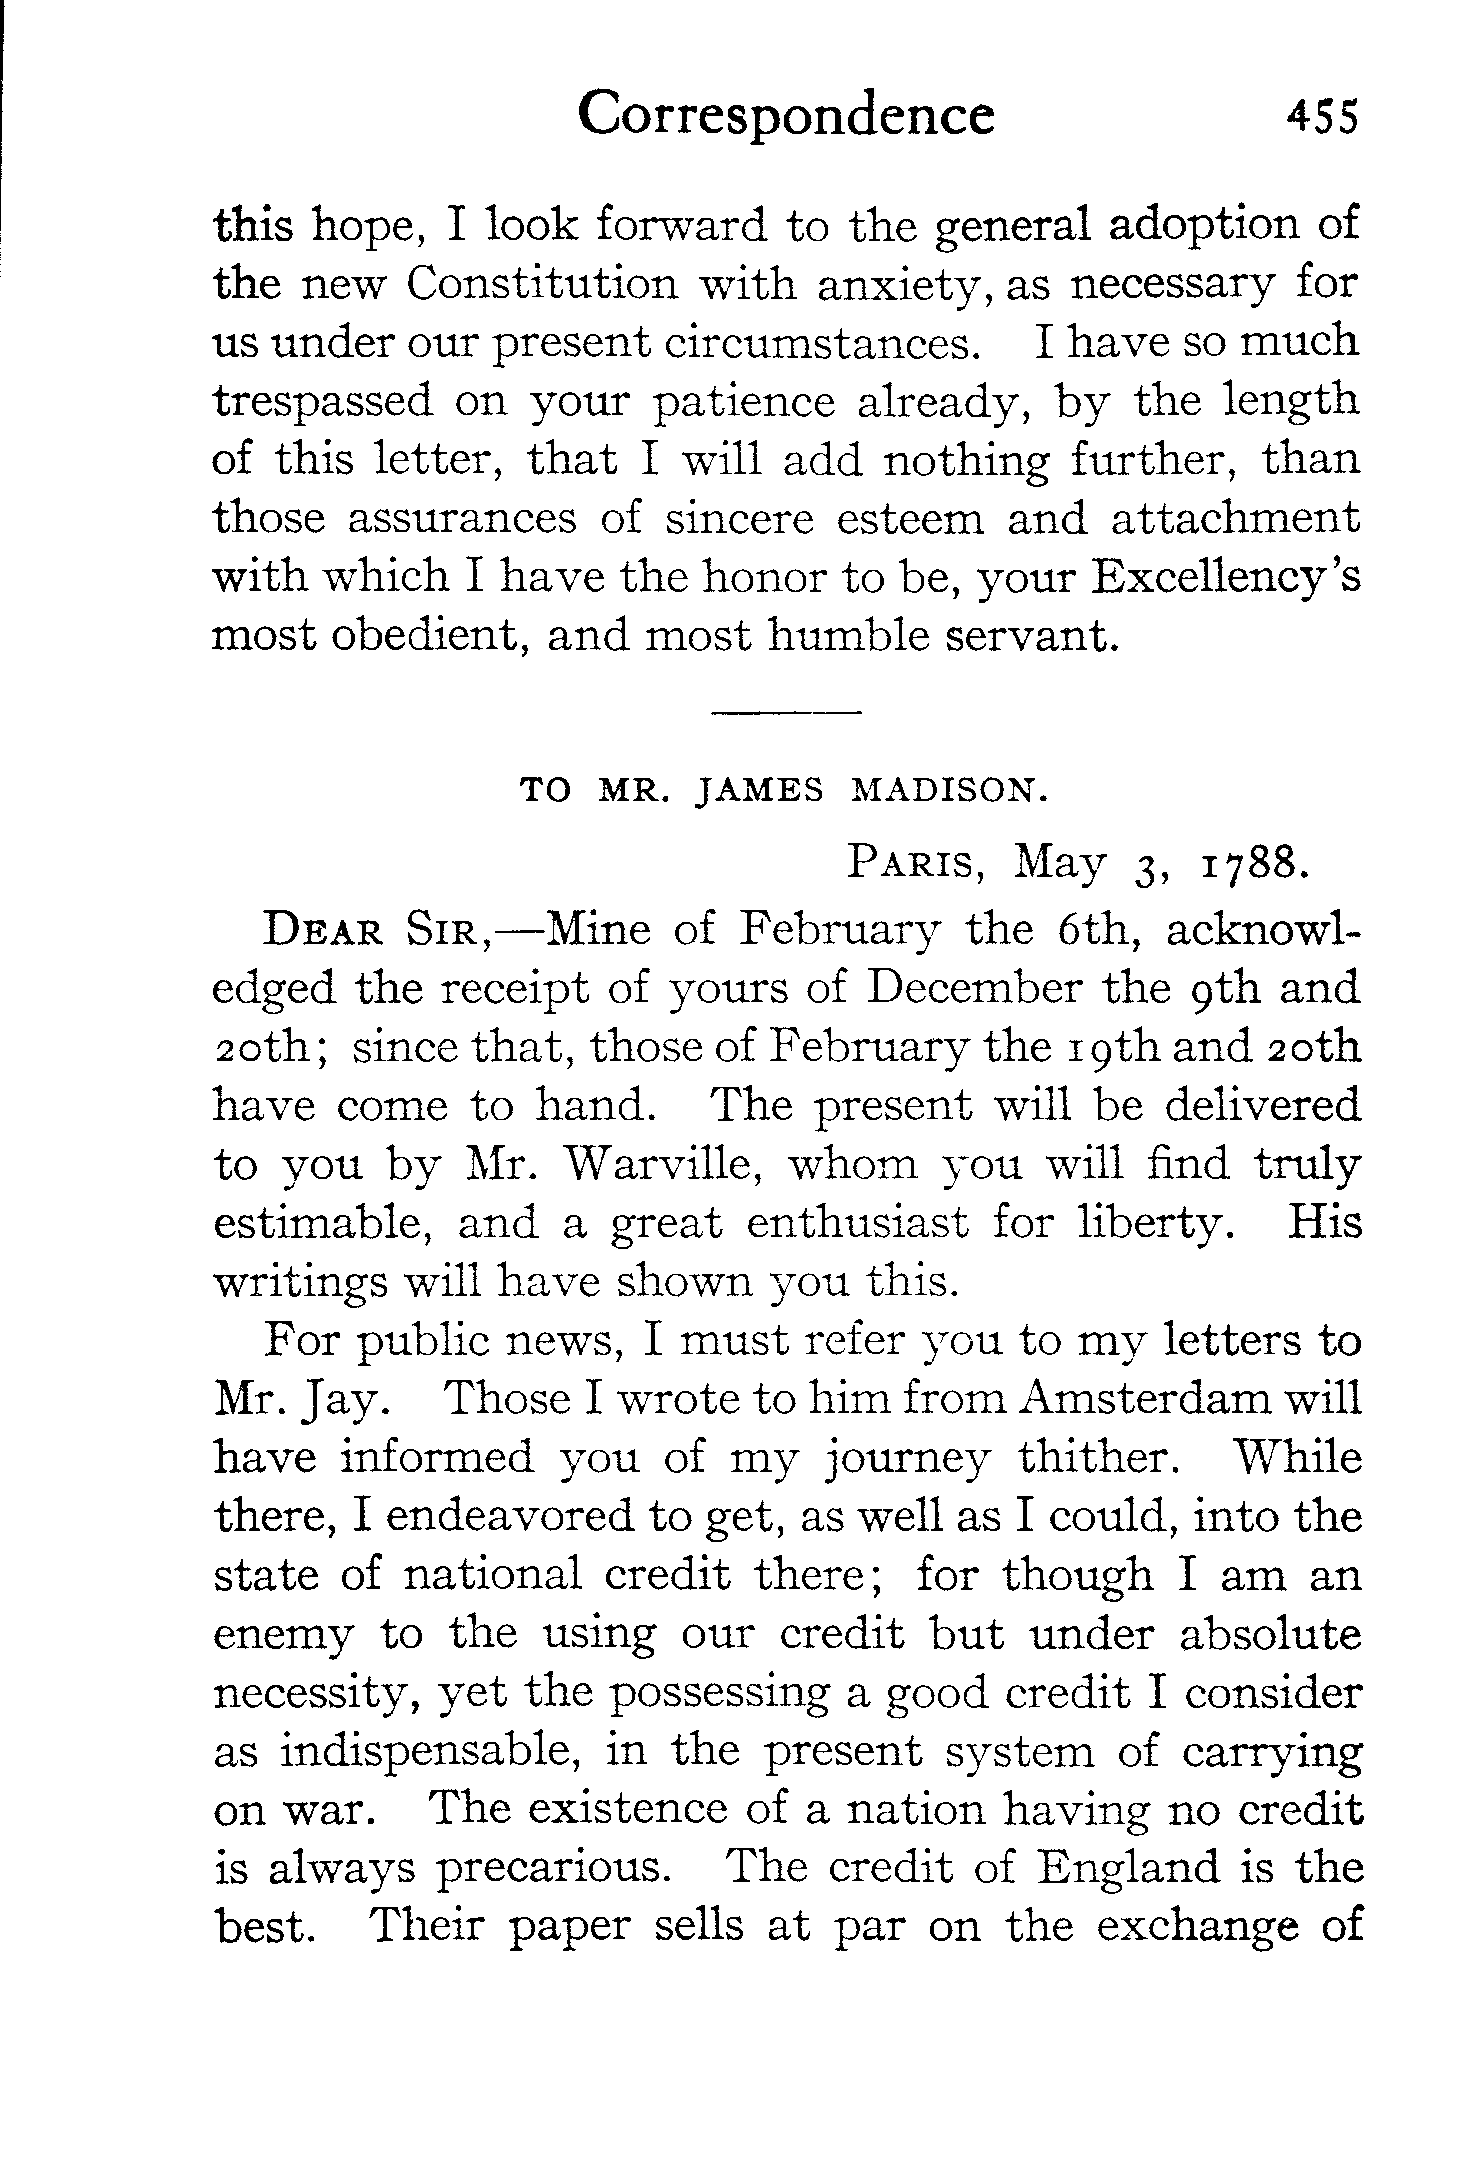 Correspondence 455
this hope, I look forward to the general adoption of
the new Constitution with anxiety, as necessary for
us under our present circumstances. I have so much
trespassed on your patience already, by the length
of this letter, that I will add nothing further, than
those assurances of sincere esteem and attachment
with which I have the honor to be, your Excellency's
most obedient, and most humble servant.
TO MR. JAMES MADISON.
PARIS, May 3, 1788.
DEAR SIR,—Mine of February the 6th, acknowl-
edged the receipt of yours of December the 9th and
20th; since that, those of February the 19th and 20th
have come to hand. The present will be delivered
to you by Mr. Warville, whom you will find truly
estimable, and a great enthusiast for liberty. His
writings will have shown you this.
For public news, I must refer you to my letters to
Mr. Jay. Those I wrote to him from Amsterdam will
have informed you of my journey thither. While
there, I endeavored to get, as well as I could, into the
state of national credit there; for though I am an
enemy to the using our credit but under absolute
necessity, yet the possessing a good credit I consider
as indispensable, in the present system of carrying
on war. The existence of a nation having no credit
is always precarious. The credit of England is the
best. Their paper sells at par on the exchange of